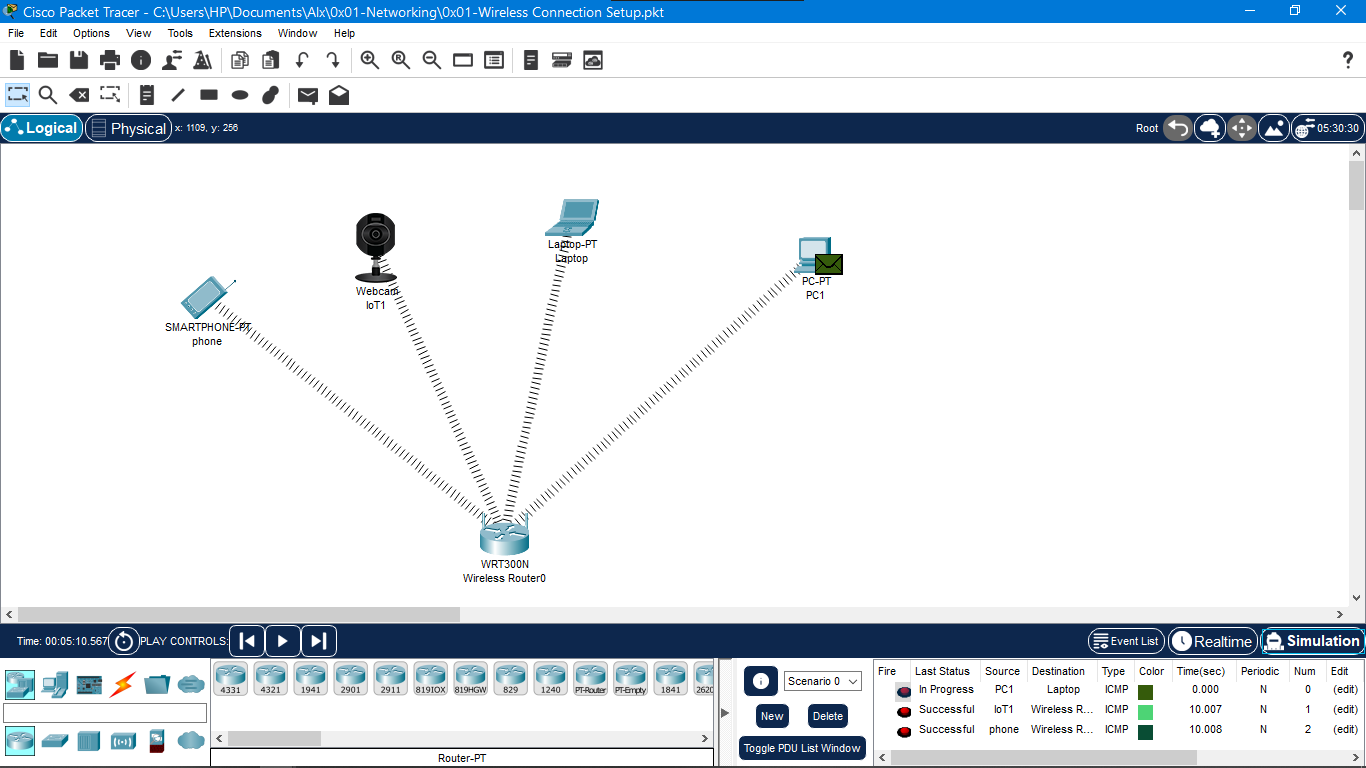 Cisco Packet Tracer - C:\Users\HP\Documents\Alx\0x01-Networking\0x01-Wireless Connection Setup.pkt
File Edit Options View Tools Extensions Window Help
Logical Physical x: 1109, y: 256 Root 05:30:30
Laptop-PT
Laptop
PC-PT
PC1
Webcam
IoT1
SMARTPHONE-PT
phone
WRT300N
Wireless Router0
Time: 00:05:10.567 PLAY CONTROLS: Event List Realtime Simulation
4331 4321 1941 2901 2911 819IOX 819HGW 829 1240 PT-Router PT-Empty 1841 2620
Router-PT
Scenario 0
New Delete
Toggle PDU List Window
Fire Last Status Source Destination Type Color Time(sec) Periodic Num Edit
In Progress PC1 Laptop ICMP 0.000 N 0 (edit)
Successful IoT1 Wireless R... ICMP 10.007 N 1 (edit)
Successful phone Wireless R... ICMP 10.008 N 2 (edit)